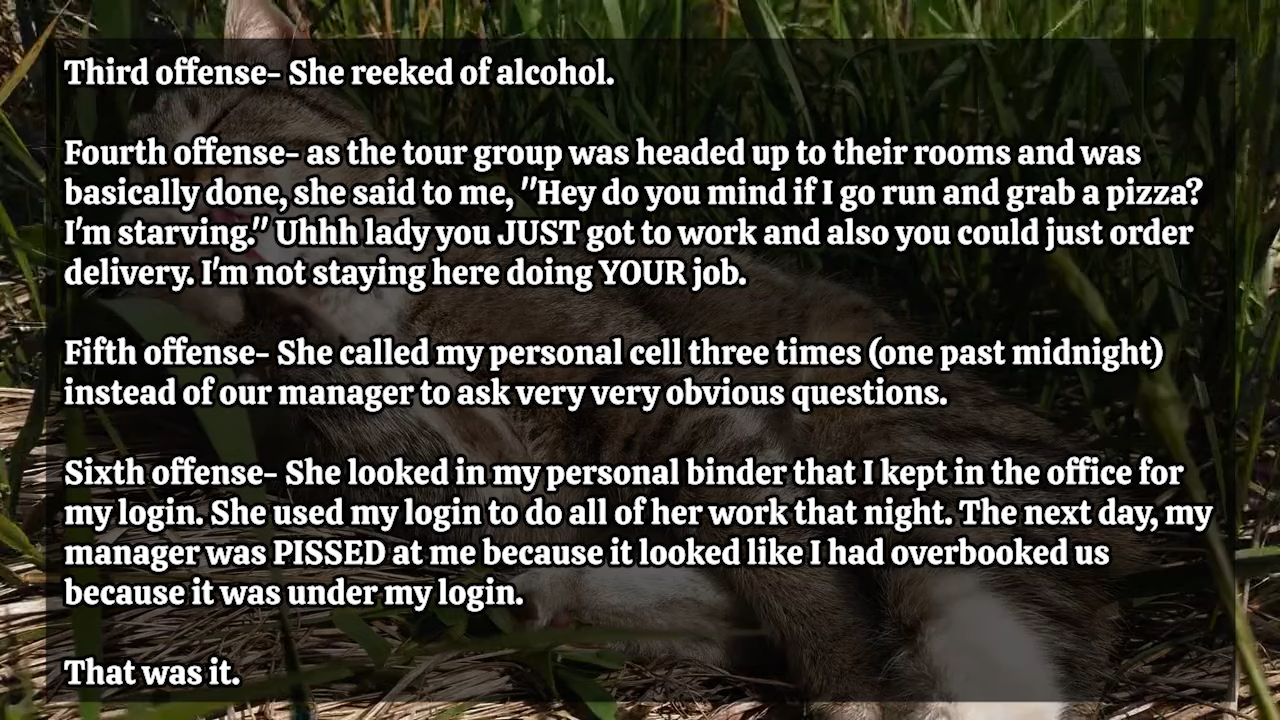 Third offense- She reeked of alcohol.
Fourth offense- as the tour group was headed up to their rooms and was
basically done, she said to me, "Hey do you mind if I go run and grab a pizza?
I'm starving." Uhhh lady you JUST got to work and also you could just order
delivery. I'm not staying here doing YOUR job.
Fifth offense- She called my personal cell three times (one past midnight)
instead of our manager to ask very very obvious questions.
Sixth offense- She looked in my personal binder that I kept in the office for
my login. She used my login to do all of her work that night. The next day, my
manager was PISSED at me because it looked like I had overbooked us
because it was under my login.
That was it.